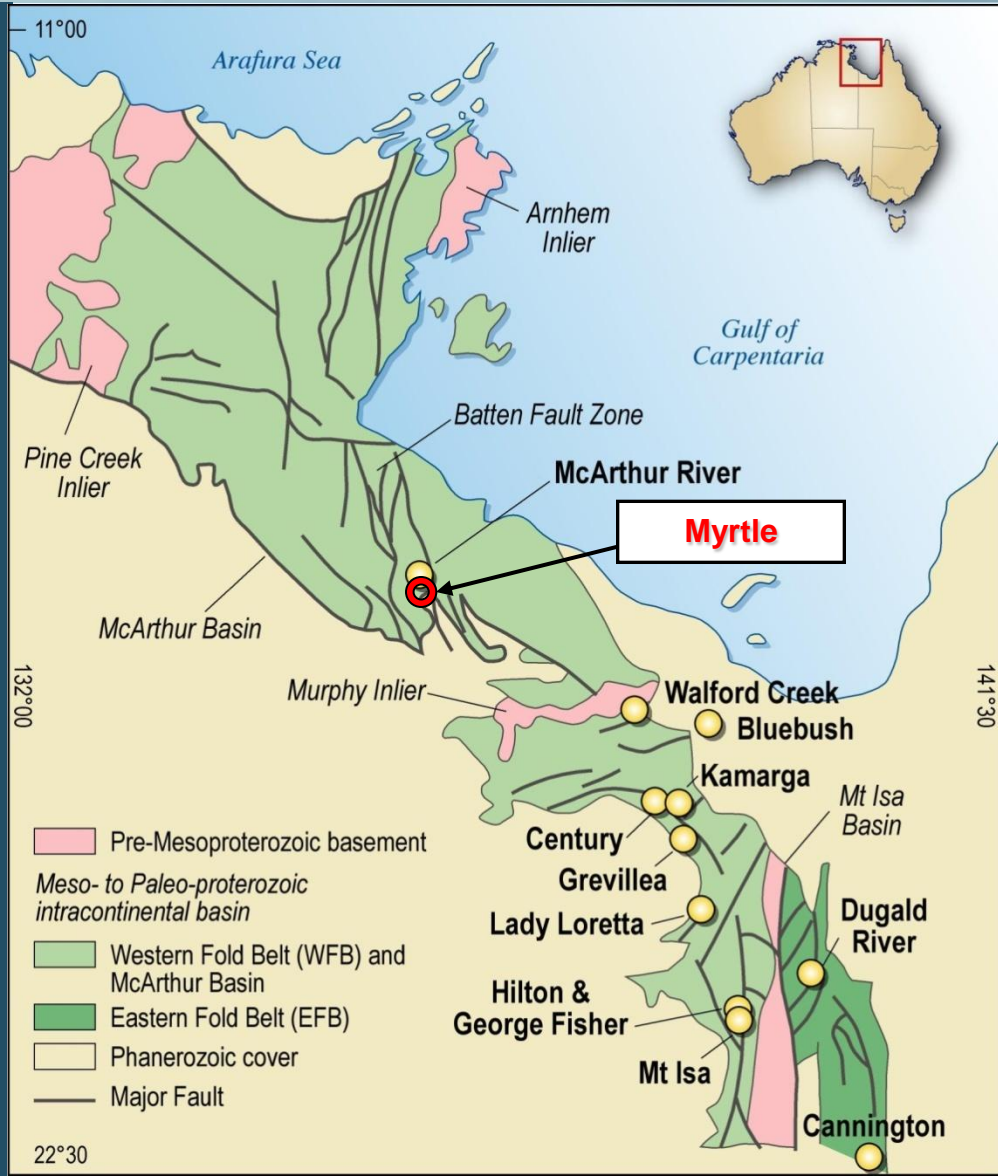 11°00
Arafura Sea
Arnhem
Inlier
Gulf of
Carpentaria
Batten Fault Zone
Pine Creek
Inlier
McArthur River
Myrtle
McArthur Basin
132°00
141°30
Murphy Inlier
Walford Creek
Bluebush
Kamarga
Mt Isa
Basin
Century
Grevillea
Lady Loretta
Dugald
River
Hilton &
George Fisher
Mt Isa
Cannington
Pre-Mesoproterozoic basement
Meso- to Paleo-proterozoic
intracontinental basin
Western Fold Belt (WFB) and
McArthur Basin
Eastern Fold Belt (EFB)
Phanerozoic cover
Major Fault
22°30